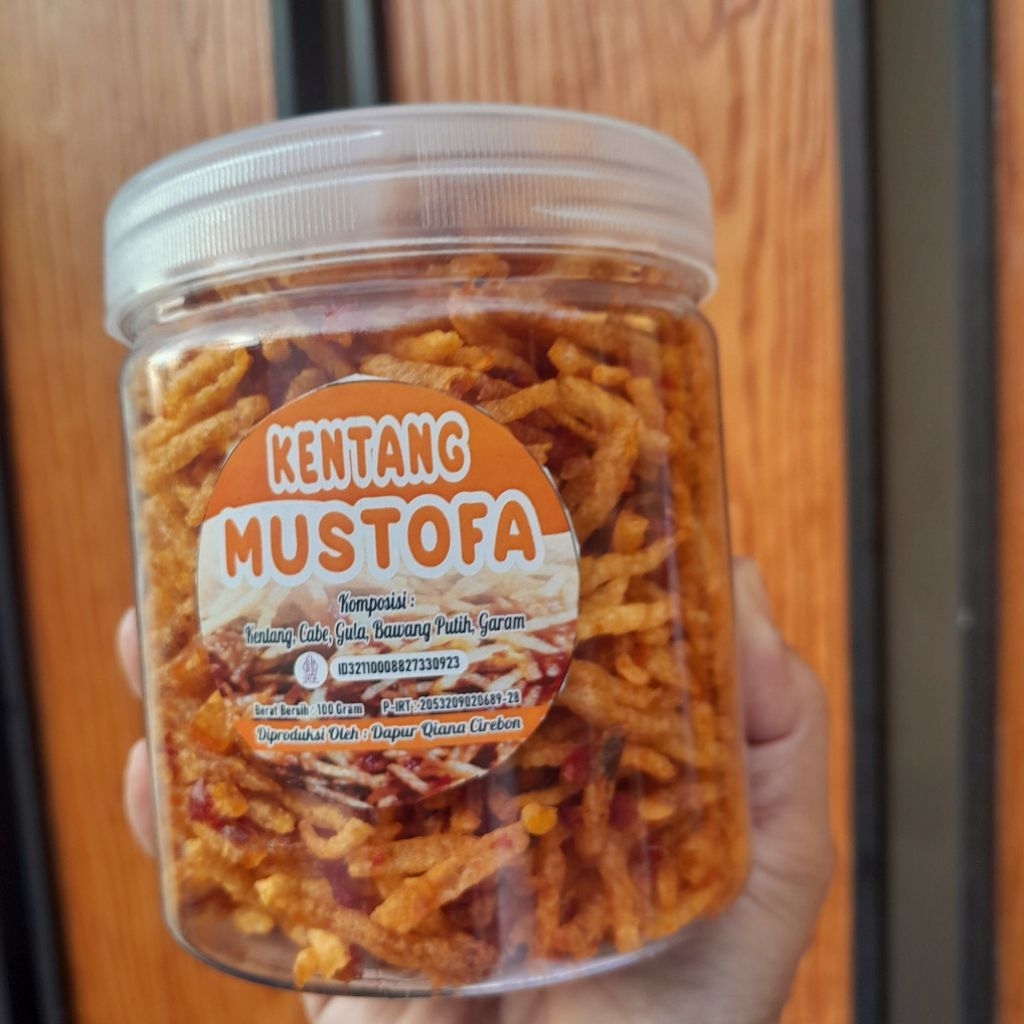 KENTANG
MUSTOFA
Komposisi :
Kentang, Cabe, Gula, Bawang Putih, Garam
ID32110008827330923
Berat Bersih : 100 Gram P-IRT : 2053209020689-28
Diproduksi Oleh : Dapur Qiana Cirebon